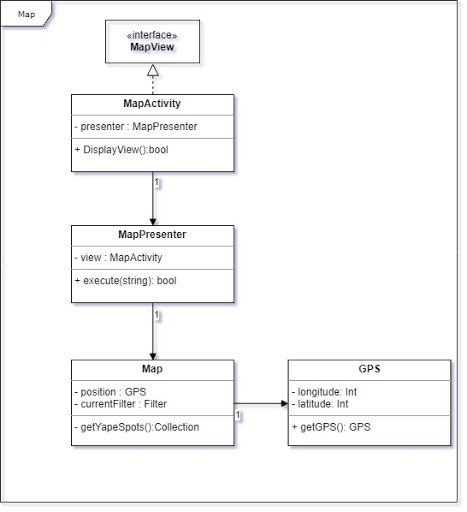 Map
«interface»
MapView
MapActivity
- presenter : MapPresenter
+ DisplayView():bool
1
MapPresenter
- view : MapActivity
+ execute(string): bool
1
Map
- position : GPS
- currentFilter : Filter
- getYapeSpots():Collection
1
GPS
- longitude: Int
- latitude: Int
+ getGPS(): GPS